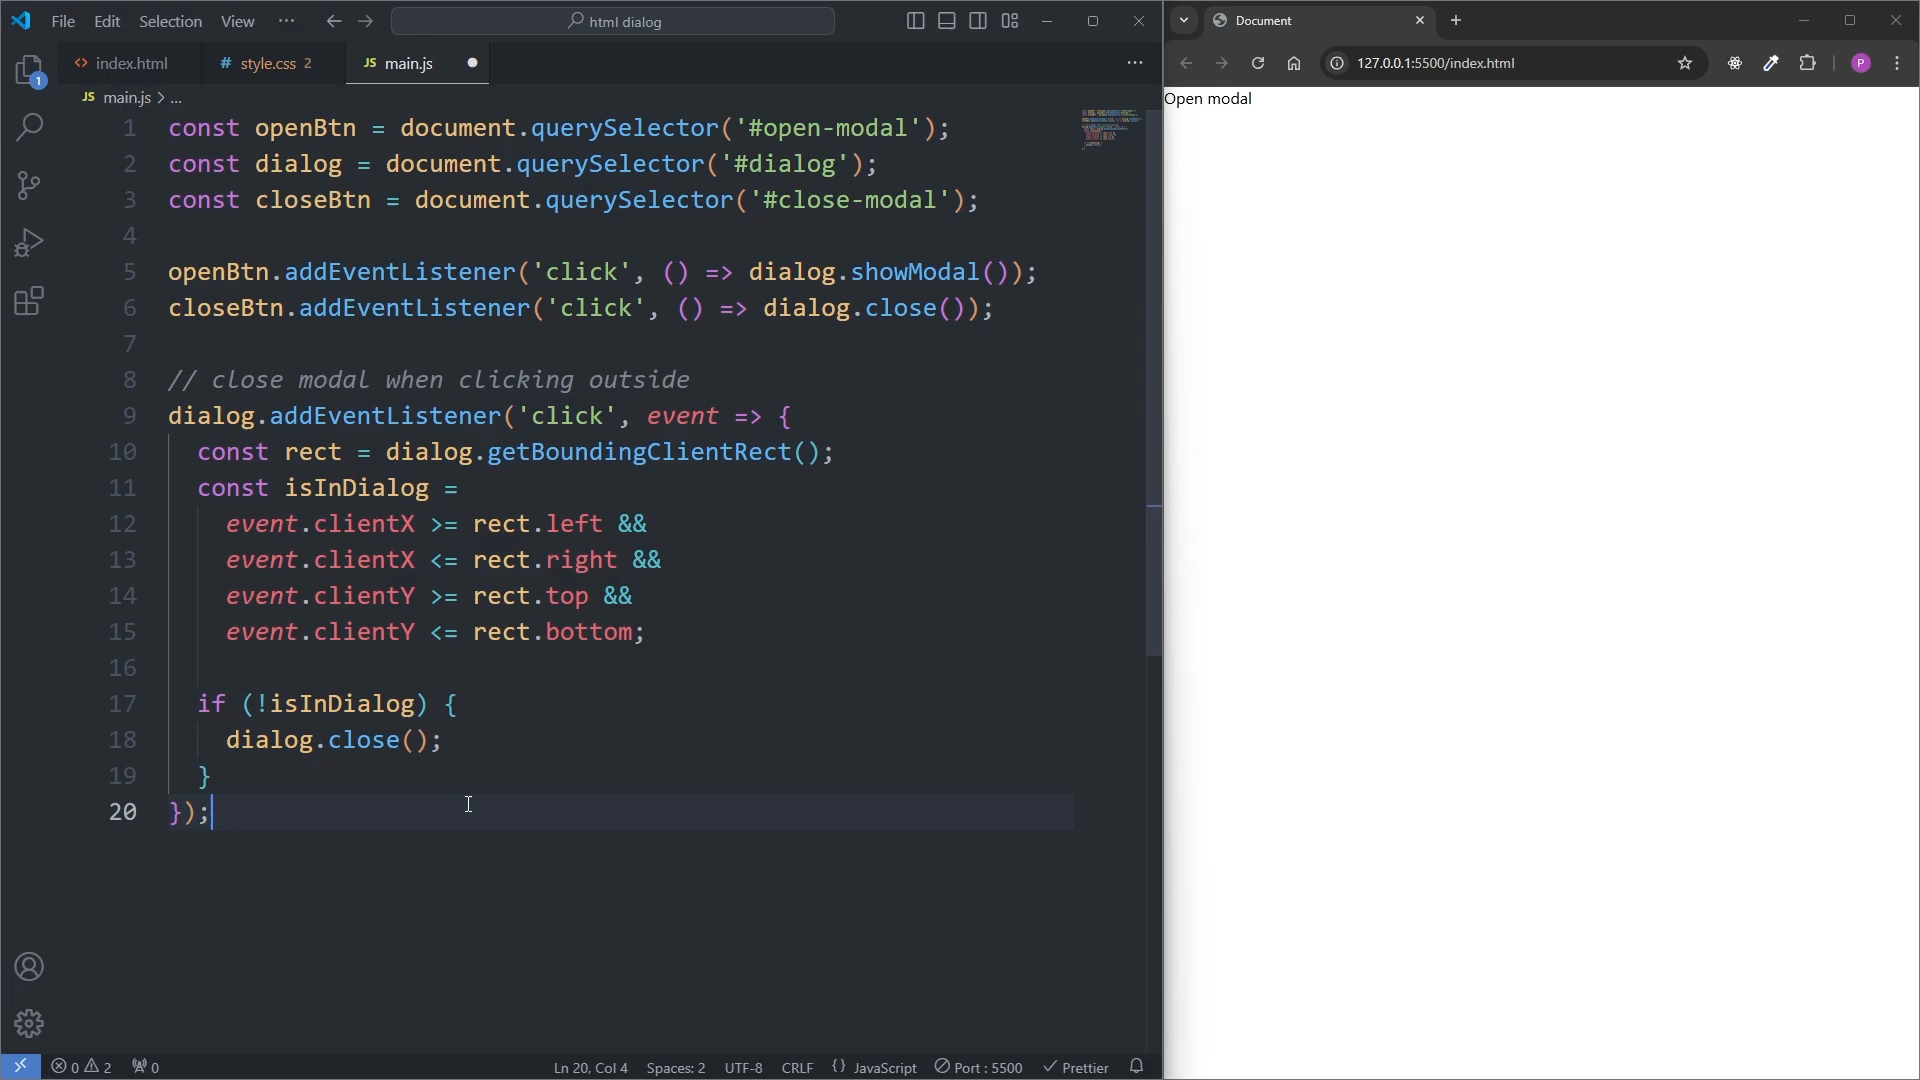 File Edit Selection View ··· html dialog
Document
index.html style.css 2 main.js
127.0.0.1:5500/index.html
P
1
JS main.js > ...
Open modal
1 const openBtn = document.querySelector('#open-modal');
2 const dialog = document.querySelector('#dialog');
3 const closeBtn = document.querySelector('#close-modal');
4
5 openBtn.addEventListener('click', () => dialog.showModal());
6 closeBtn.addEventListener('click', () => dialog.close());
7
8 // close modal when clicking outside
9 dialog.addEventListener('click', event => {
10 const rect = dialog.getBoundingClientRect();
11 const isInDialog =
12 event.clientX >= rect.left &&
13 event.clientX <= rect.right &&
14 event.clientY >= rect.top &&
15 event.clientY <= rect.bottom;
16
17 if (!isInDialog) {
18 dialog.close();
19 }
20 });
0 2 0 Ln 20, Col 4 Spaces: 2 UTF-8 CRLF {} JavaScript Port : 5500 Prettier